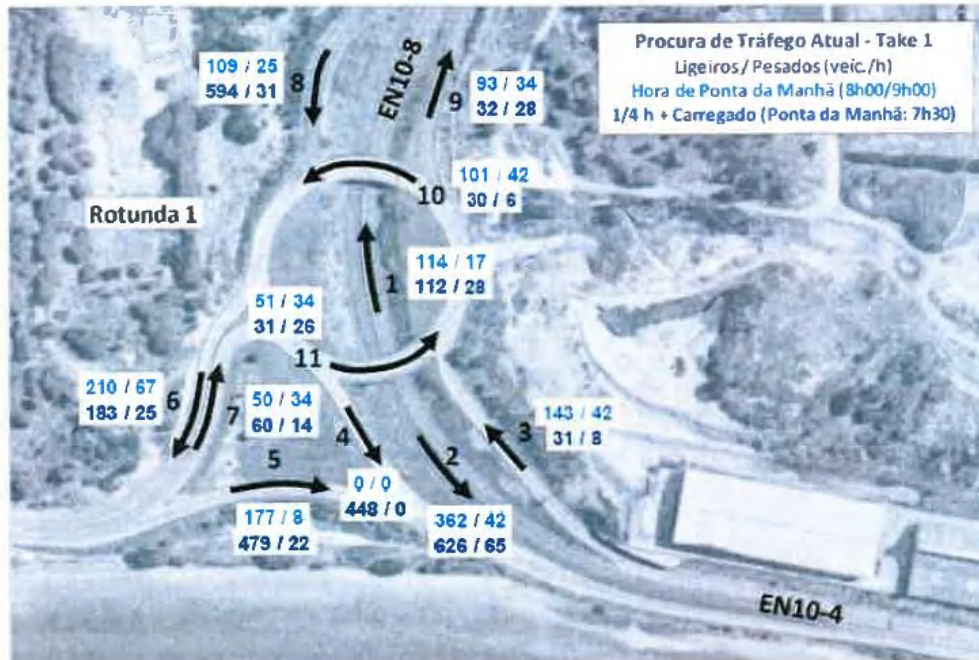 Procura de Tráfego Atual - Take 1
Ligeiros / Pesados (veíc./h)
Hora de Ponta da Manhã (8h00/9h00)
1/4 h + Carregado (Ponta da Manhã: 7h30)
109 / 25
594 / 31
8
EN10-8
9
93 / 34
32 / 28
10
101 / 42
30 / 6
Rotunda 1
1
114 / 17
112 / 28
51 / 34
31 / 26
11
210 / 67
183 / 25
6
7
50 / 34
60 / 14
4
2
3
143 / 42
31 / 8
5
177 / 8
479 / 22
0 / 0
448 / 0
362 / 42
626 / 65
EN10-4